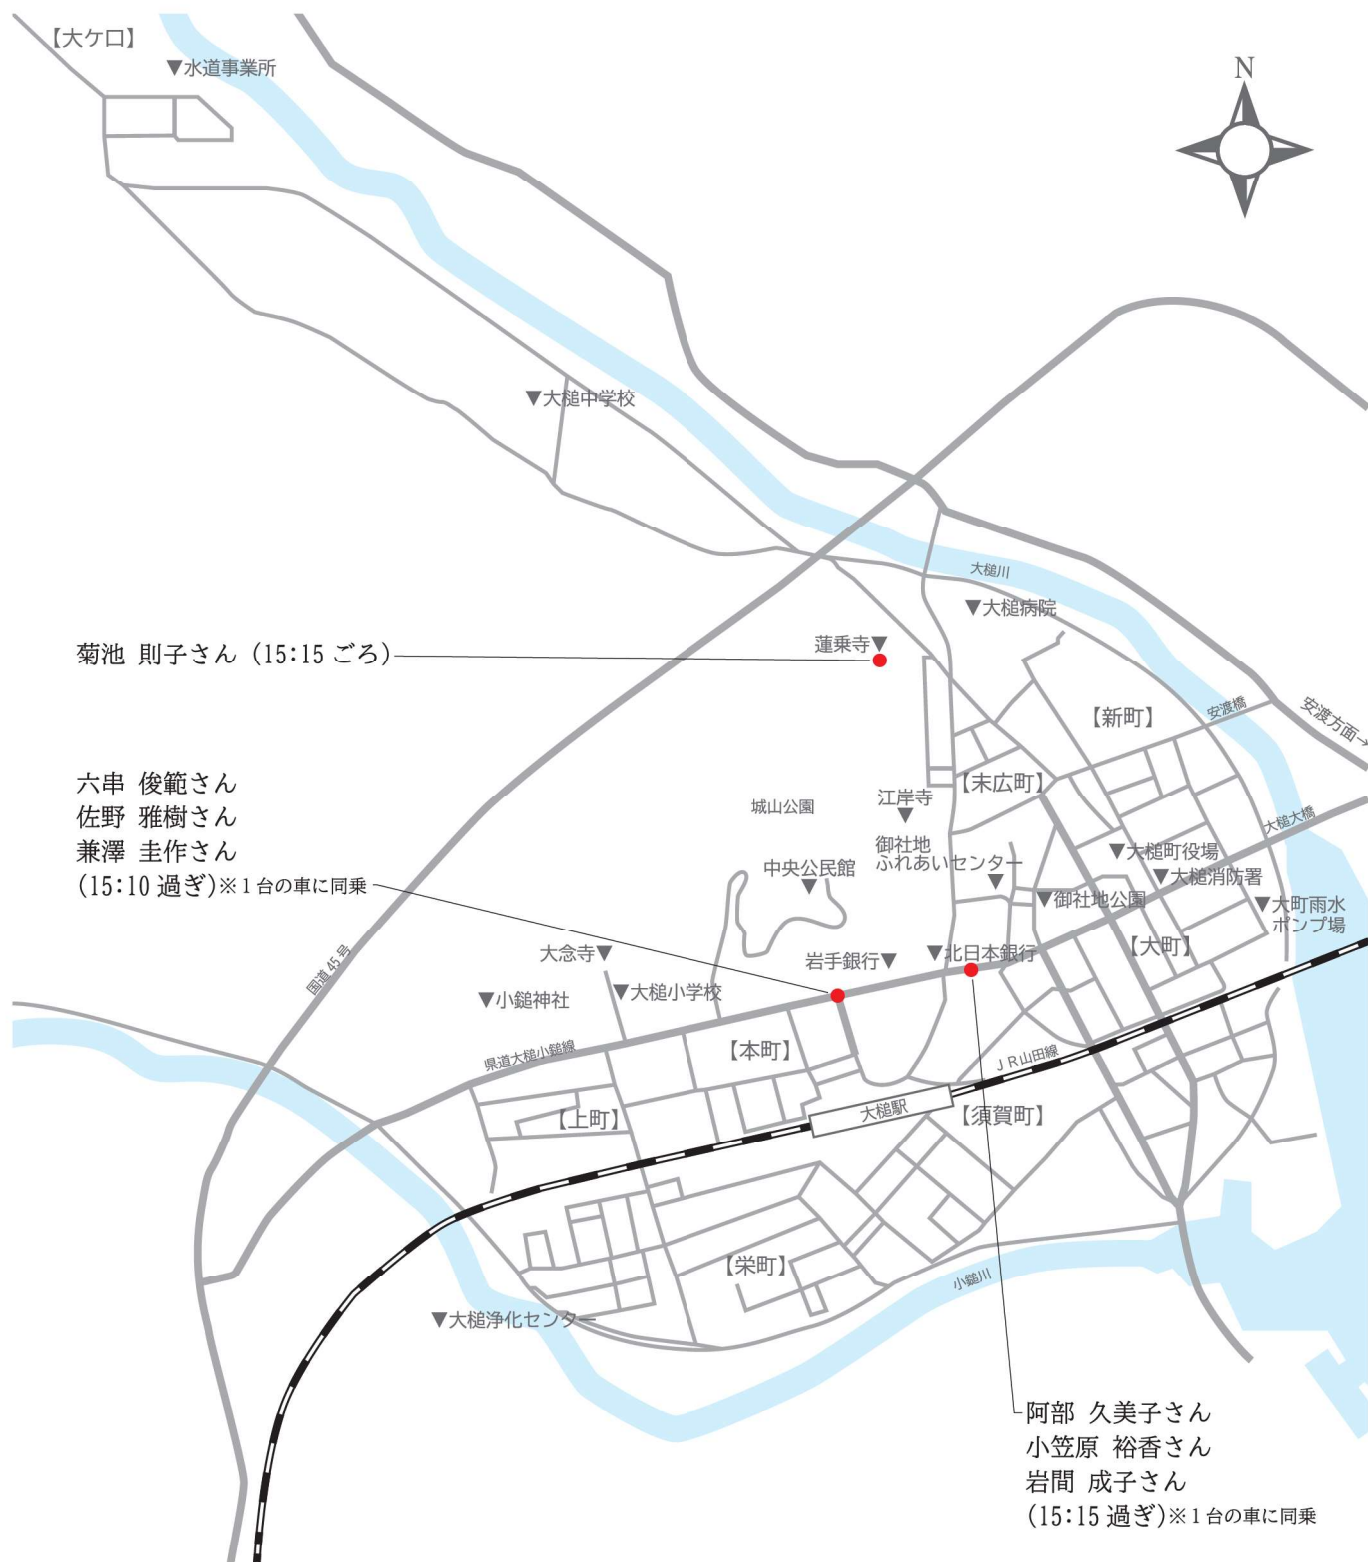 【大ケ口】
▼水道事業所
N
▼大槌中学校
大槌川
▼大槌病院
蓮乗寺▼
菊池 則子さん (15:15 ごろ)
【新町】
安渡橋
安渡方面→
六串 俊範さん
佐野 雅樹さん
兼澤 圭作さん
(15:10 過ぎ)※1台の車に同乗
【末広町】
城山公園
江岸寺
▼
大槌大橋
御社地
ふれあいセンター
▼
▼大槌町役場
中央公民館
▼
▼大槌消防署
▼御社地公園
▼大町雨水
ポンプ場
【大町】
大念寺▼
岩手銀行▼
▼北日本銀行
国道45号
▼小鎚神社
▼大槌小学校
県道大槌小鎚線
【本町】
JR山田線
【上町】
大槌駅
【須賀町】
【栄町】
小鎚川
▼大槌浄化センター
阿部 久美子さん
小笠原 裕香さん
岩間 成子さん
(15:15 過ぎ)※1台の車に同乗